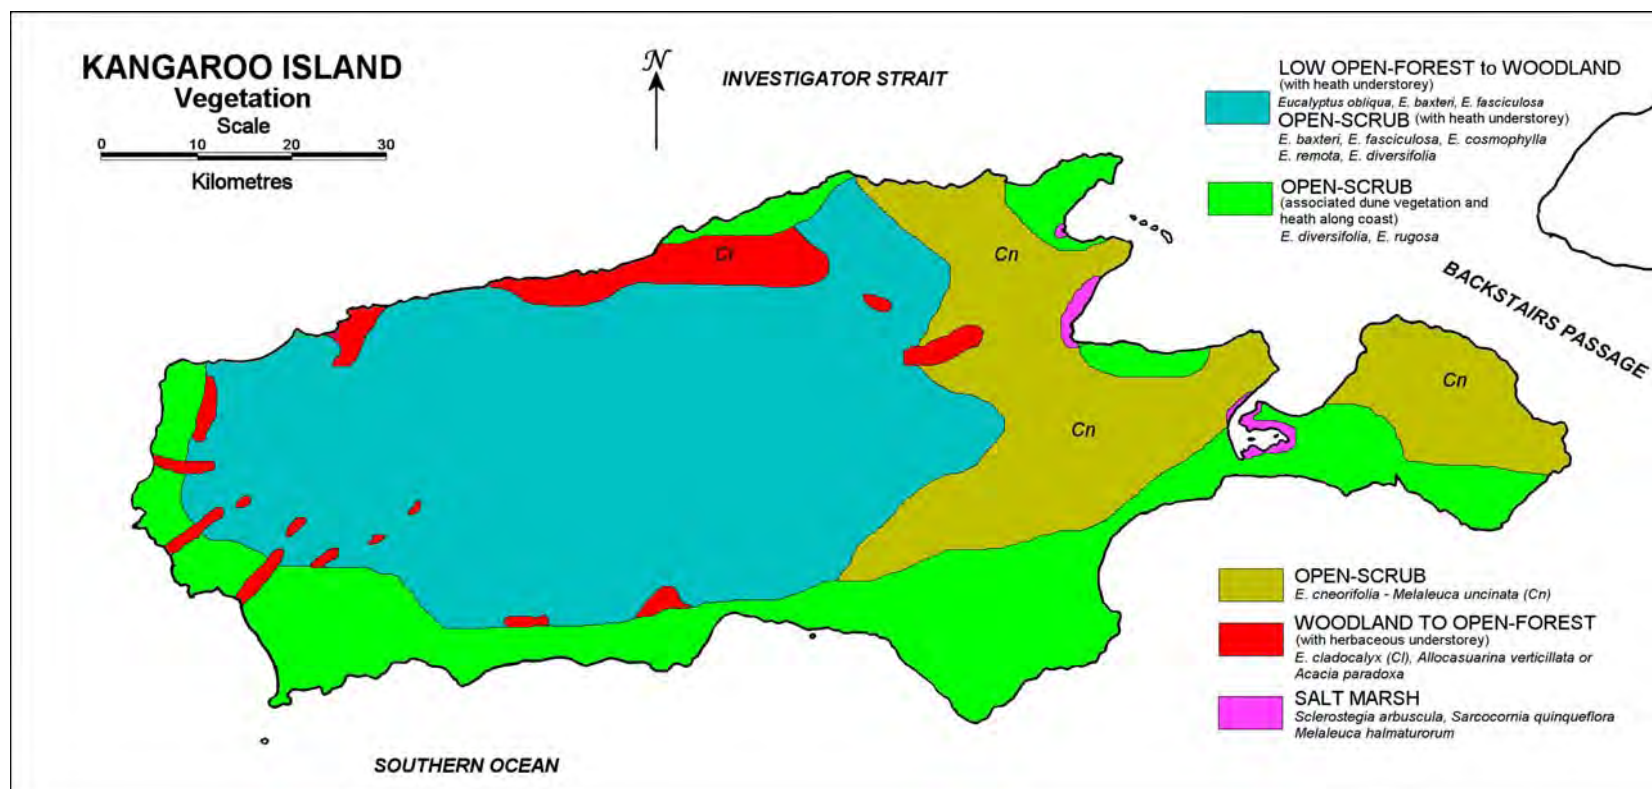 KANGAROO ISLAND
Vegetation
Scale
0 10 20 30
Kilometres
N
INVESTIGATOR STRAIT
LOW OPEN-FOREST to WOODLAND
(with heath understorey)
Eucalyptus obliqua, E. baxteri, E. fasciculosa
OPEN-SCRUB (with heath understorey)
E. baxteri, E. fasciculosa, E. cosmophylla
E. remota, E. diversifolia
OPEN-SCRUB
(associated dune vegetation and
heath along coast)
E. diversifolia, E. rugosa
BACKSTAIRS PASSAGE
Cl
Cn
Cn
Cn
OPEN-SCRUB
E. cneorifolia - Melaleuca uncinata (Cn)
WOODLAND TO OPEN-FOREST
(with herbaceous understorey)
E. cladocalyx (Cl), Allocasuarina verticillata or
Acacia paradoxa
SALT MARSH
Sclerostegia arbuscula, Sarcocornia quinqueflora
Melaleuca halmaturorum
SOUTHERN OCEAN